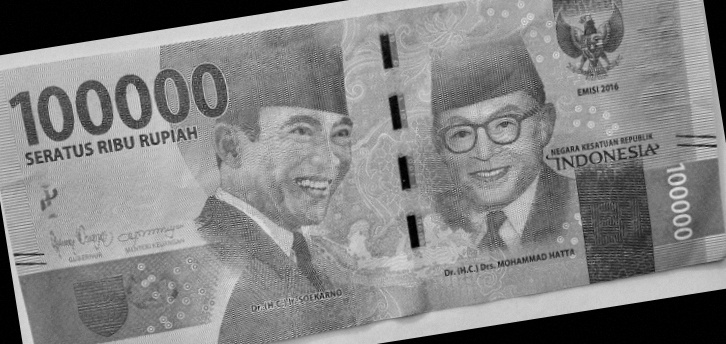 100000
SERATUS RIBU RUPIAH
EMISI 2016
NEGARA KESATUAN REPUBLIK
INDONESIA
100000
GUBERNUR
MENTERI KEUANGAN
Dr. (H.C.) Ir. SOEKARNO
Dr. (H.C.) Drs. MOHAMMAD HATTA